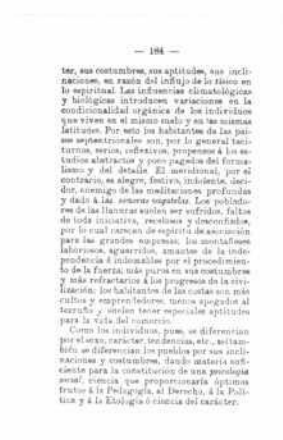 — 184 —
ter, sus costumbres, sus aptitudes, sus incli-
naciones, en razón del influjo de lo físico en
lo espiritual. Las influencias climatológicas
y biológicas introducen variaciones en la
condicionalidad orgánica de los individuos
que viven en el mismo suelo y en las mismas
latitudes. Por esto los habitantes de los paí-
ses septentrionales son, por lo general taci-
turnos, serios, reflexivos, propensos á los es-
tudios abstractos y poco pagados del forma-
lismo y del detalle. El meridional, por el
contrario, es alegre, festivo, indolente, deci-
dor, enemigo de las meditaciones profundas
y dado á las
de las llanuras suelen ser sufridos, faltos
de toda iniciativa, recelosos y desconfiados,
por lo cual carecen de espíritu de asociación
para las grandes empresas; los montañeses
laboriosos, aguerridos, amantes de la inde-
pendencia é indomables por el procedimien-
to de la fuerza; más puros en sus costumbres
y más refractarios á los progresos de la civi-
lización; los habitantes de las costas son más
cultos y emprendedores, menos apegados al
terruño y suelen tener especiales aptitudes
para la vida del comercio.
Como los individuos, pues, se diferencian
por el sexo, carácter, tendencias, etc., tam-
bién se diferencian los pueblos por sus incli-
naciones y costumbres, dando materia sufi-
ciente para la constitución de una psicología
social, ciencia que proporcionaría óptimos
frutos á la Pedagogía, al Derecho, á la Polí-
tica y á la Etología ó ciencia del carácter.